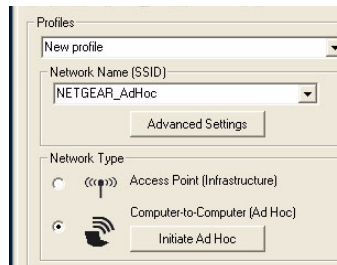 Profiles
New profile
Network Name (SSID)
NETGEAR_AdHoc
Advanced Settings
Network Type
Access Point (Infrastructure)
Computer-to-Computer (Ad Hoc)
Initiate Ad Hoc